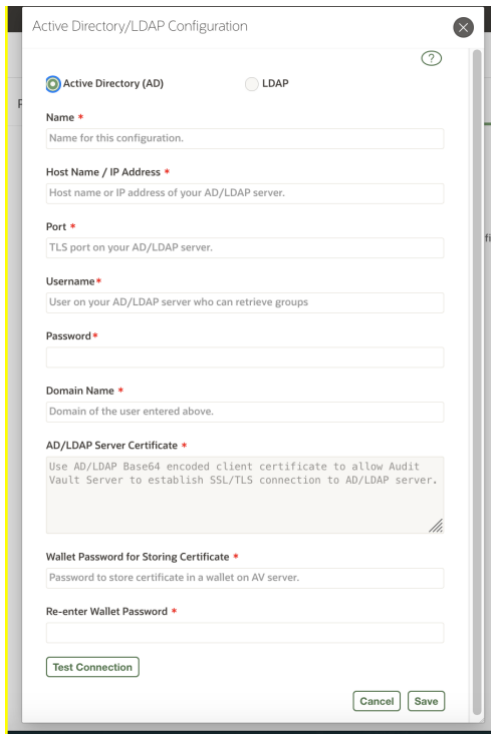 Active Directory/LDAP Configuration
?
Active Directory (AD) LDAP
Name *
Name for this configuration.
Host Name / IP Address *
Host name or IP address of your AD/LDAP server.
Port *
TLS port on your AD/LDAP server.
Username*
User on your AD/LDAP server who can retrieve groups
Password*
Domain Name *
Domain of the user entered above.
AD/LDAP Server Certificate *
Use AD/LDAP Base64 encoded client certificate to allow Audit
Vault Server to establish SSL/TLS connection to AD/LDAP server.
Wallet Password for Storing Certificate *
Password to store certificate in a wallet on AV server.
Re-enter Wallet Password *
Test Connection
Cancel Save